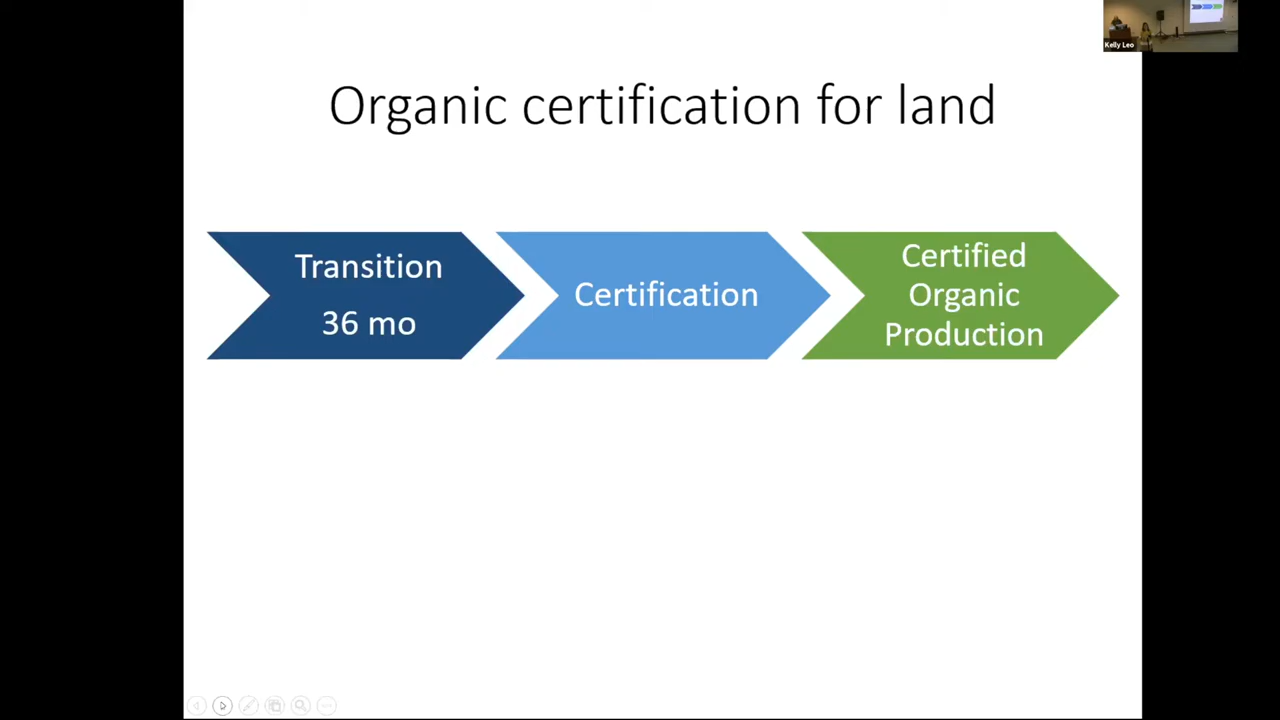 Kelly Leo
Organic certification for land
Transition
36 mo
Certification
Certified
Organic
Production